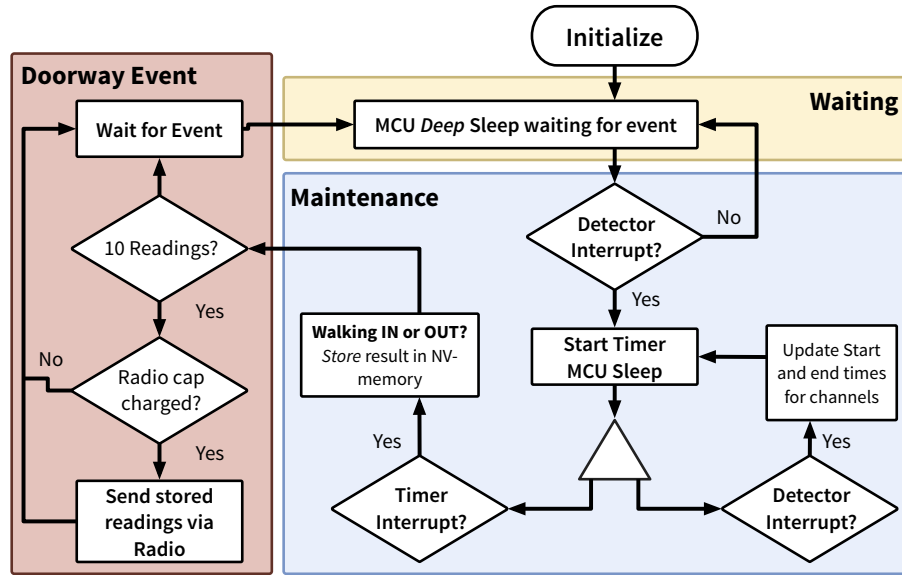 Initialize
Doorway Event
Waiting
Wait for Event
MCU Deep Sleep waiting for event
Maintenance
Detector
Interrupt?
No
10 Readings?
Yes
Yes
Walking IN or OUT?
Store result in NV-
memory
Start Timer
MCU Sleep
Update Start
and end times
for channels
No
Radio cap
charged?
Yes
Yes
Yes
Send stored
readings via
Radio
Timer
Interrupt?
Detector
Interrupt?